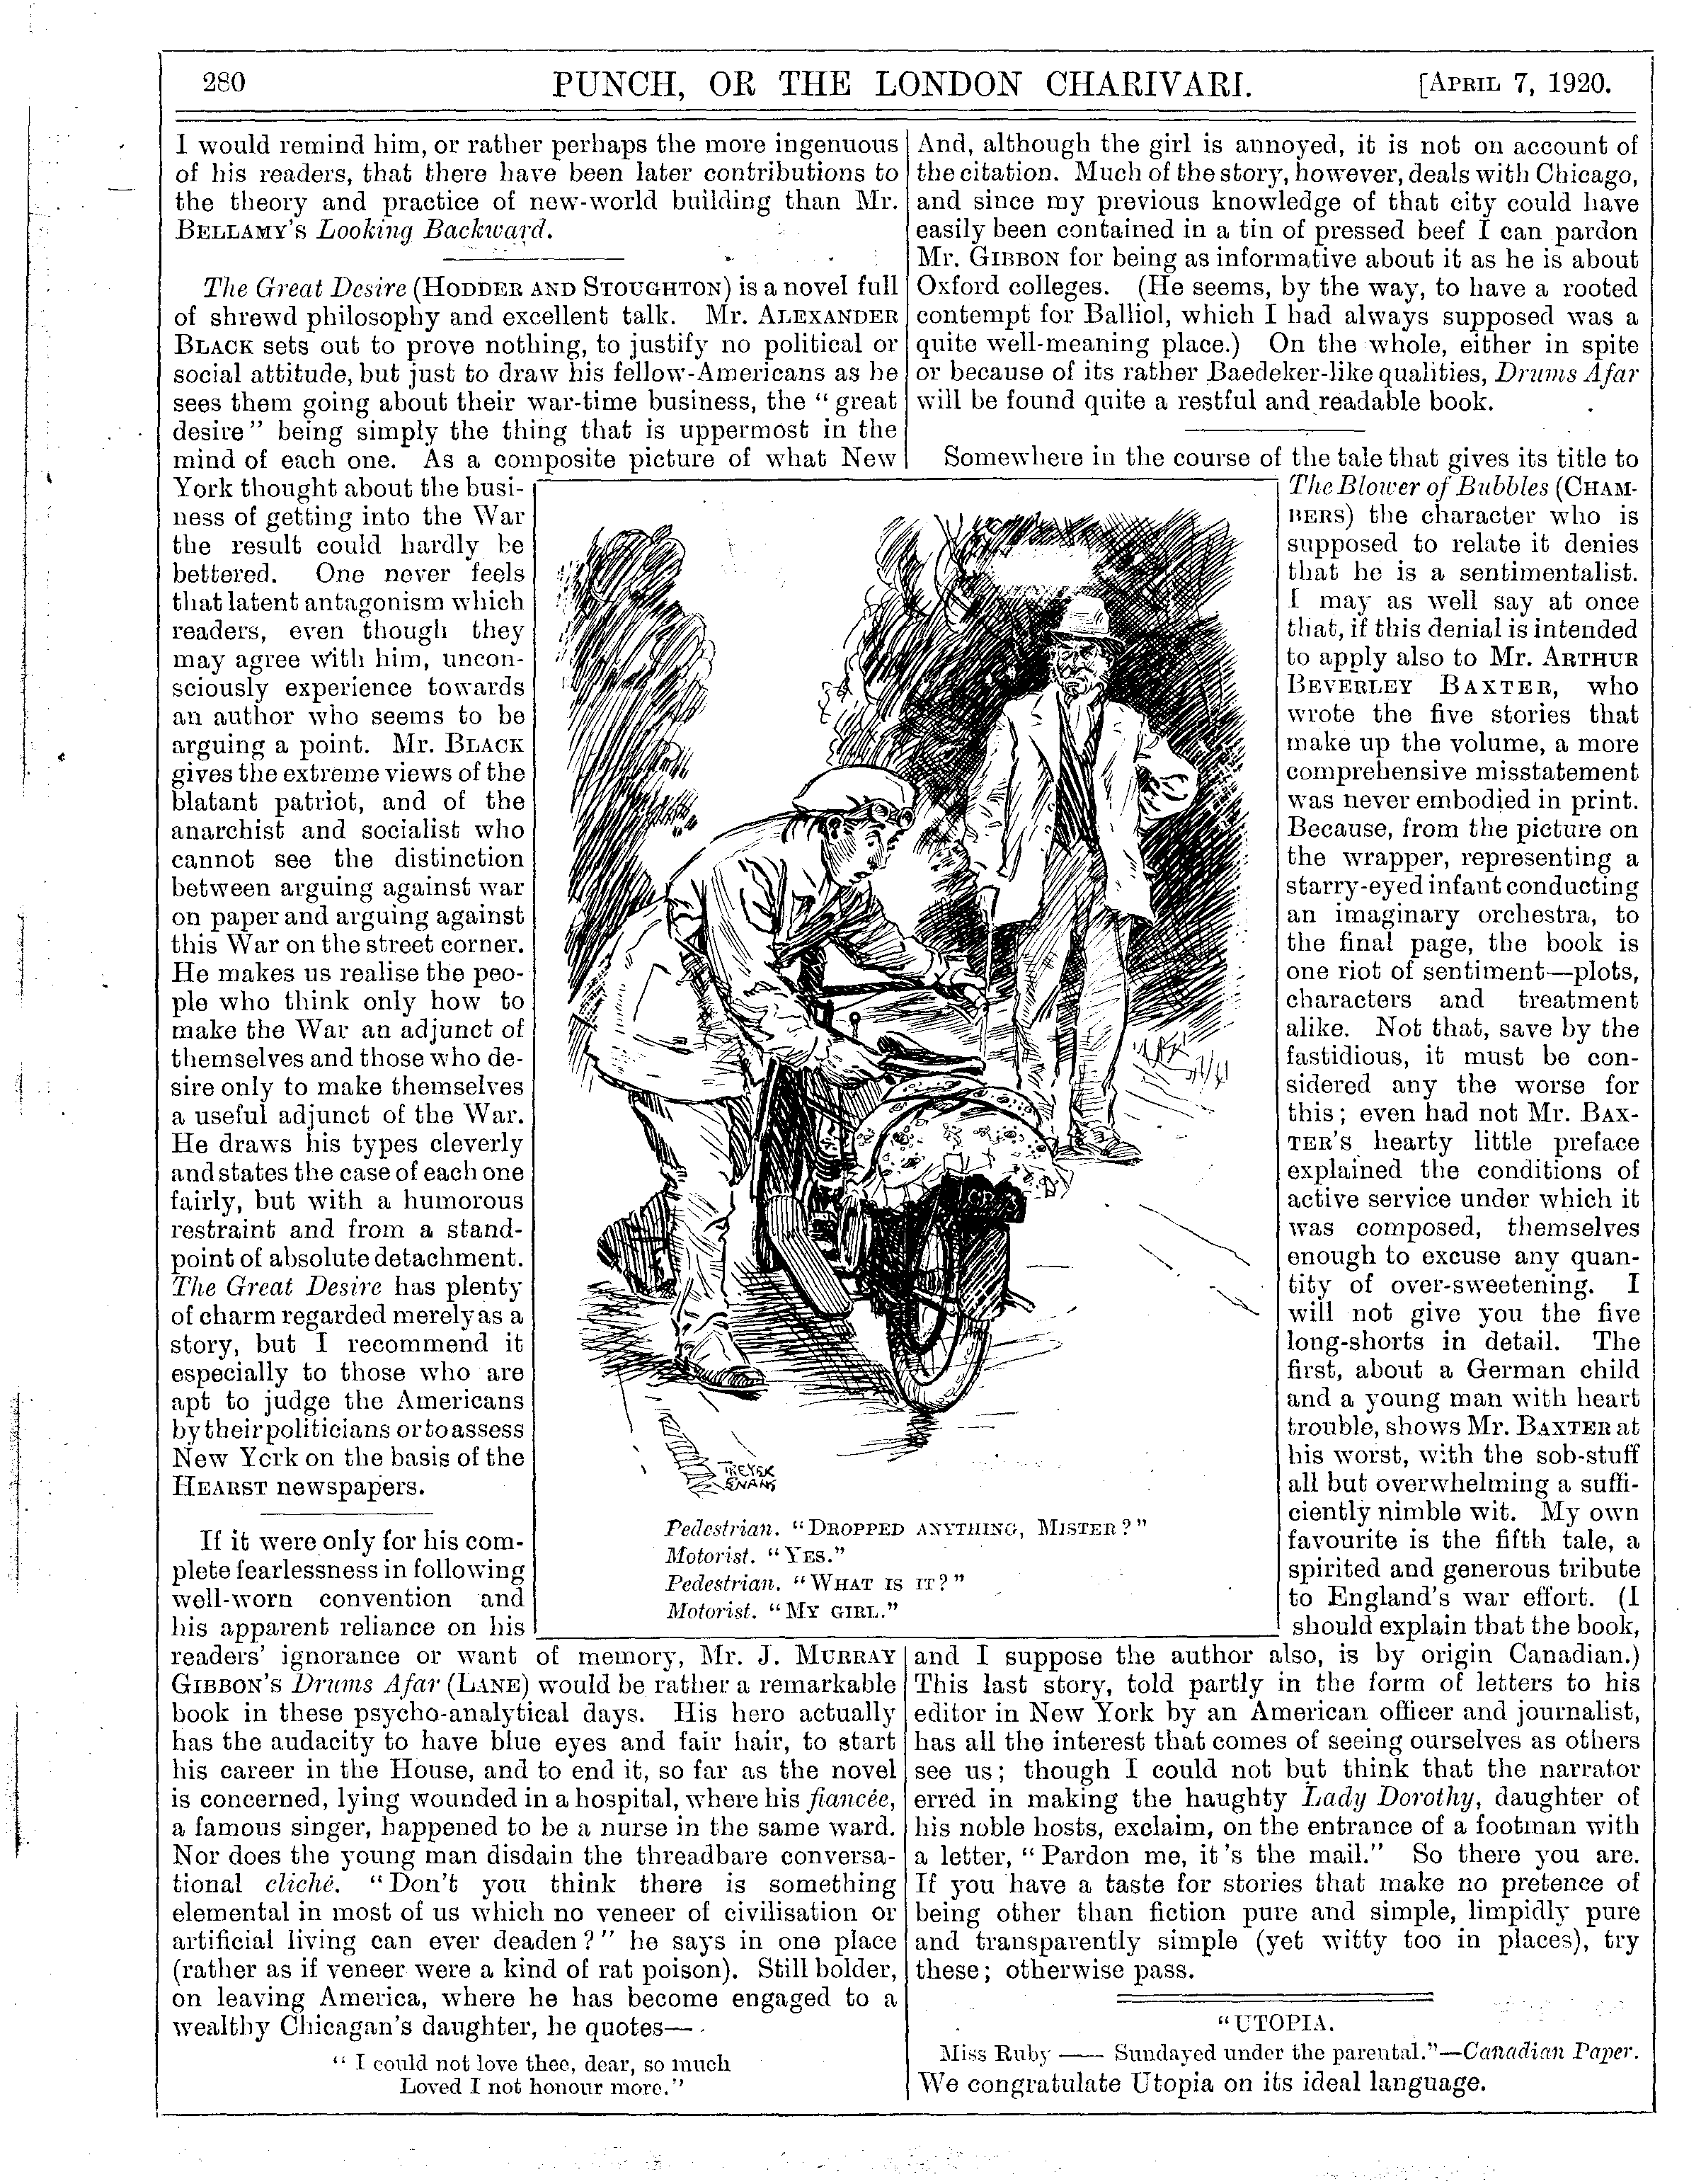 280
PUNCH, OR THE LONDON CHARIVARI.
[APRIL 7, 1920.
I would remind him, or rather perhaps the more ingenuous
of his readers, that there have been later contributions to
the theory and practice of new-world building than Mr.
BELLAMY'S Looking Backward.
The Great Desire (HODDER AND STOUGHTON) is a novel full
of shrewd philosophy and excellent talk. Mr. ALEXANDER
BLACK sets out to prove nothing, to justify no political or
social attitude, but just to draw his fellow-Americans as he
sees them going about their war-time business, the "great
desire" being simply the thing that is uppermost in the
mind of each one. As a composite picture of what New
York thought about the busi-
ness of getting into the War
the result could hardly be
bettered. One never feels
that latent antagonism which
readers, even though they
may agree with him, uncon-
sciously experience towards
an author who seems to be
arguing a point. Mr. BLACK
gives the extreme views of the
blatant patriot, and of the
anarchist and socialist who
cannot see the distinction
between arguing against war
on paper and arguing against
this War on the street corner.
He makes us realise the peo-
ple who think only how to
make the War an adjunct of
themselves and those who de-
sire only to make themselves
a useful adjunct of the War.
He draws his types cleverly
and states the case of each one
fairly, but with a humorous
restraint and from a stand-
point of absolute detachment.
The Great Desire has plenty
of charm regarded merely as a
story, but I recommend it
especially to those who are
apt to judge the Americans
by their politicians or to assess
New York on the basis of the
HEARST newspapers.
If it were only for his com-
plete fearlessness in following
well-worn convention and
his apparent reliance on his
readers' ignorance or want of memory, Mr. J. MURRAY
GIBBON'S Drums Afar (LANE) would be rather a remarkable
book in these psycho-analytical days. His hero actually
has the audacity to have blue eyes and fair hair, to start
his career in the House, and to end it, so far as the novel
is concerned, lying wounded in a hospital, where his fiancée,
a famous singer, happened to be a nurse in the same ward.
Nor does the young man disdain the threadbare conversa-
tional cliché. "Don't you think there is something
elemental in most of us which no veneer of civilisation or
artificial living can ever deaden?" he says in one place
(rather as if veneer were a kind of rat poison). Still bolder,
on leaving America, where he has become engaged to a
wealthy Chicagan's daughter, he quotes—
"I could not love thee, dear, so much
Loved I not honour more."
TREYER
EVANS
Pedestrian. "DROPPED ANYTHING, MISTER?"
Motorist. "YES."
Pedestrian. "WHAT IS IT?"
Motorist. "MY GIRL."
And, although the girl is annoyed, it is not on account of
the citation. Much of the story, however, deals with Chicago,
and since my previous knowledge of that city could have
easily been contained in a tin of pressed beef I can pardon
Mr. GIBBON for being as informative about it as he is about
Oxford colleges. (He seems, by the way, to have a rooted
contempt for Balliol, which I had always supposed was a
quite well-meaning place.) On the whole, either in spite
or because of its rather Baedeker-like qualities, Drums Afar
will be found quite a restful and readable book.
Somewhere in the course of the tale that gives its title to
The Blower of Bubbles (CHAM-
BERS) the character who is
supposed to relate it denies
that he is a sentimentalist.
I may as well say at once
that, if this denial is intended
to apply also to Mr. ARTHUR
BEVERLEY BAXTER, who
wrote the five stories that
make up the volume, a more
comprehensive misstatement
was never embodied in print.
Because, from the picture on
the wrapper, representing a
starry-eyed infant conducting
an imaginary orchestra, to
the final page, the book is
one riot of sentiment—plots,
characters and treatment
alike. Not that, save by the
fastidious, it must be con-
sidered any the worse for
this; even had not Mr. BAX-
TER'S hearty little preface
explained the conditions of
active service under which it
was composed, themselves
enough to excuse any quan-
tity of over-sweetening. I
will not give you the five
long-shorts in detail. The
first, about a German child
and a young man with heart
trouble, shows Mr. BAXTER at
his worst, with the sob-stuff
all but overwhelming a suffi-
ciently nimble wit. My own
favourite is the fifth tale, a
spirited and generous tribute
to England's war effort. (I
should explain that the book,
and I suppose the author also, is by origin Canadian.)
This last story, told partly in the form of letters to his
editor in New York by an American officer and journalist,
has all the interest that comes of seeing ourselves as others
see us; though I could not but think that the narrator
erred in making the haughty Lady Dorothy, daughter of
his noble hosts, exclaim, on the entrance of a footman with
a letter, "Pardon me, it's the mail." So there you are.
If you have a taste for stories that make no pretence of
being other than fiction pure and simple, limpidly pure
and transparently simple (yet witty too in places), try
these; otherwise pass.
"UTOPIA.
Miss Ruby —— Sundayed under the parental."—Canadian Paper.
We congratulate Utopia on its ideal language.